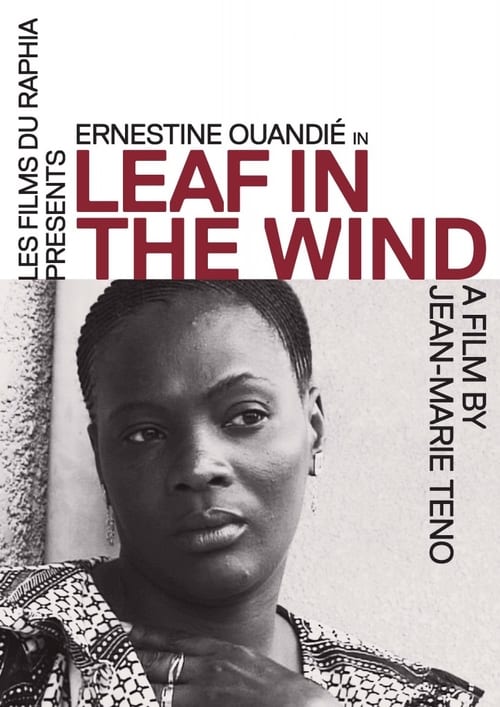 LES FILMS DU RAPHIA
PRESENTS
ERNESTINE OUANDIÉ IN
LEAF IN
THE WIND
A FILM BY
JEAN-MARIE TENO